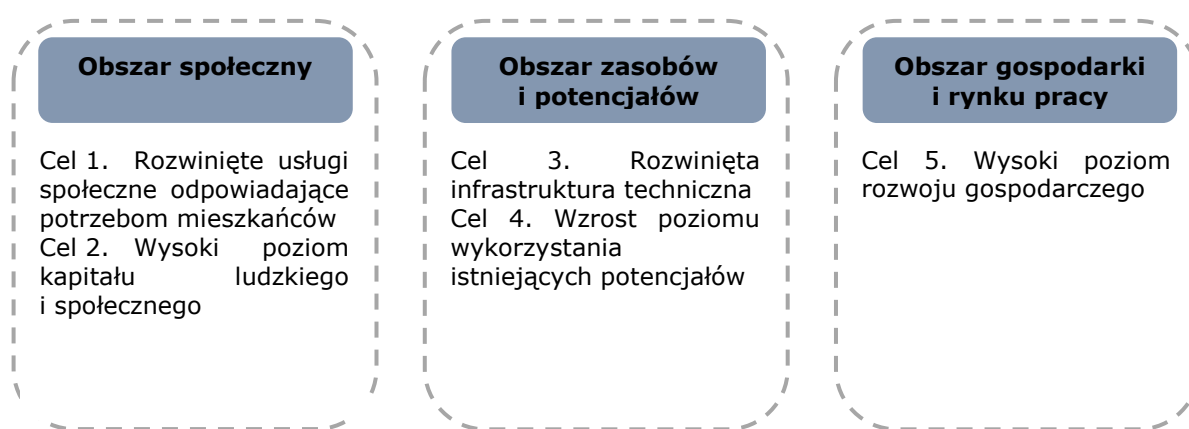 Obszar społeczny
Cel 1. Rozwinięte usługi
społeczne odpowiadające
potrzebom mieszkańców
Cel 2. Wysoki poziom
kapitału ludzkiego
i społecznego
Obszar zasobów
i potencjałów
Cel 3. Rozwinięta
infrastruktura techniczna
Cel 4. Wzrost poziomu
wykorzystania
istniejących potencjałów
Obszar gospodarki
i rynku pracy
Cel 5. Wysoki poziom
rozwoju gospodarczego